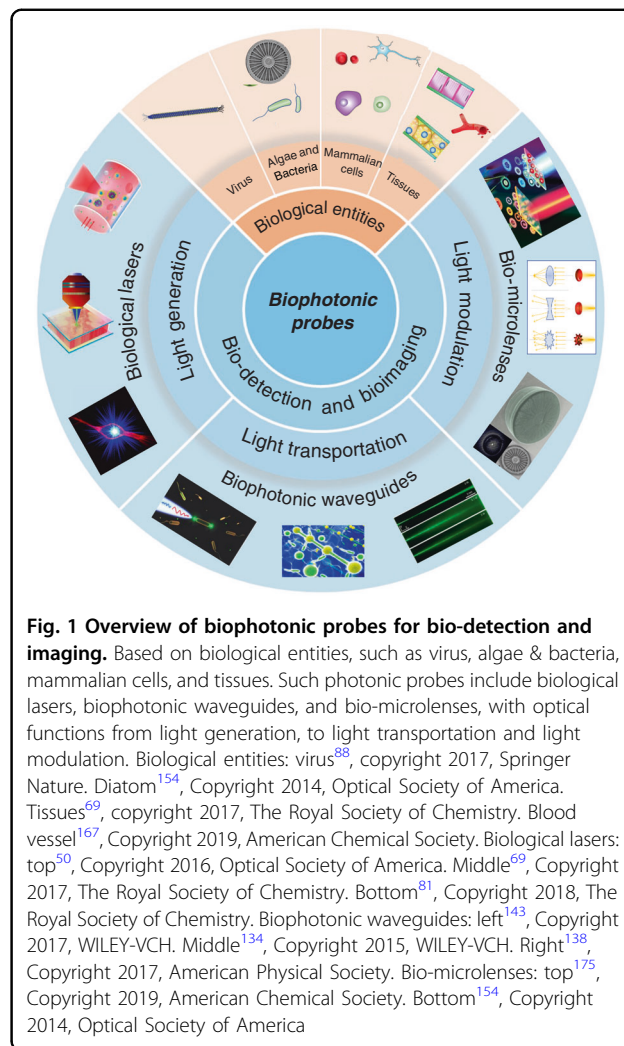 Virus
Algae and
Bacteria
Mammalian
cells
Tissues
Biological entities
Biological lasers
Light generation
Biophotonic
probes
Light modulation
Bio-microlenses
Bio-detection and bioimaging
Light transportation
Biophotonic waveguides
Fig. 1 Overview of biophotonic probes for bio-detection and
imaging. Based on biological entities, such as virus, algae & bacteria,
mammalian cells, and tissues. Such photonic probes include biological
lasers, biophotonic waveguides, and bio-microlenses, with optical
functions from light generation, to light transportation and light
modulation. Biological entities: virus88, copyright 2017, Springer
Nature. Diatom154, Copyright 2014, Optical Society of America.
Tissues69, copyright 2017, The Royal Society of Chemistry. Blood
vessel167, Copyright 2019, American Chemical Society. Biological lasers:
top50, Copyright 2016, Optical Society of America. Middle69, Copyright
2017, The Royal Society of Chemistry. Bottom81, Copyright 2018, The
Royal Society of Chemistry. Biophotonic waveguides: left143, Copyright
2017, WILEY-VCH. Middle134, Copyright 2015, WILEY-VCH. Right138,
Copyright 2017, American Physical Society. Bio-microlenses: top175,
Copyright 2019, American Chemical Society. Bottom154, Copyright
2014, Optical Society of America